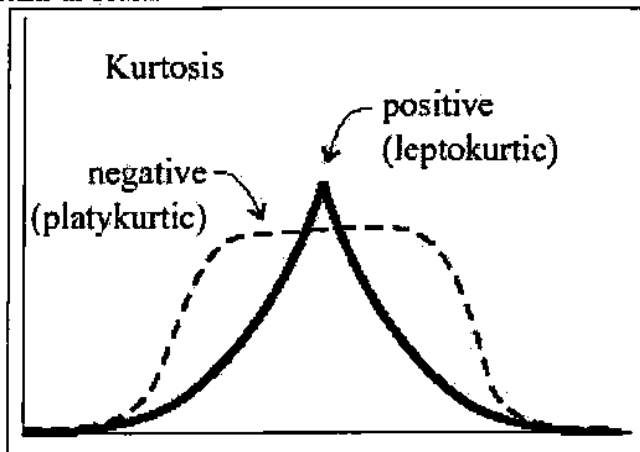 Kurtosis
positive
(leptokurtic)
negative
(platykurtic)